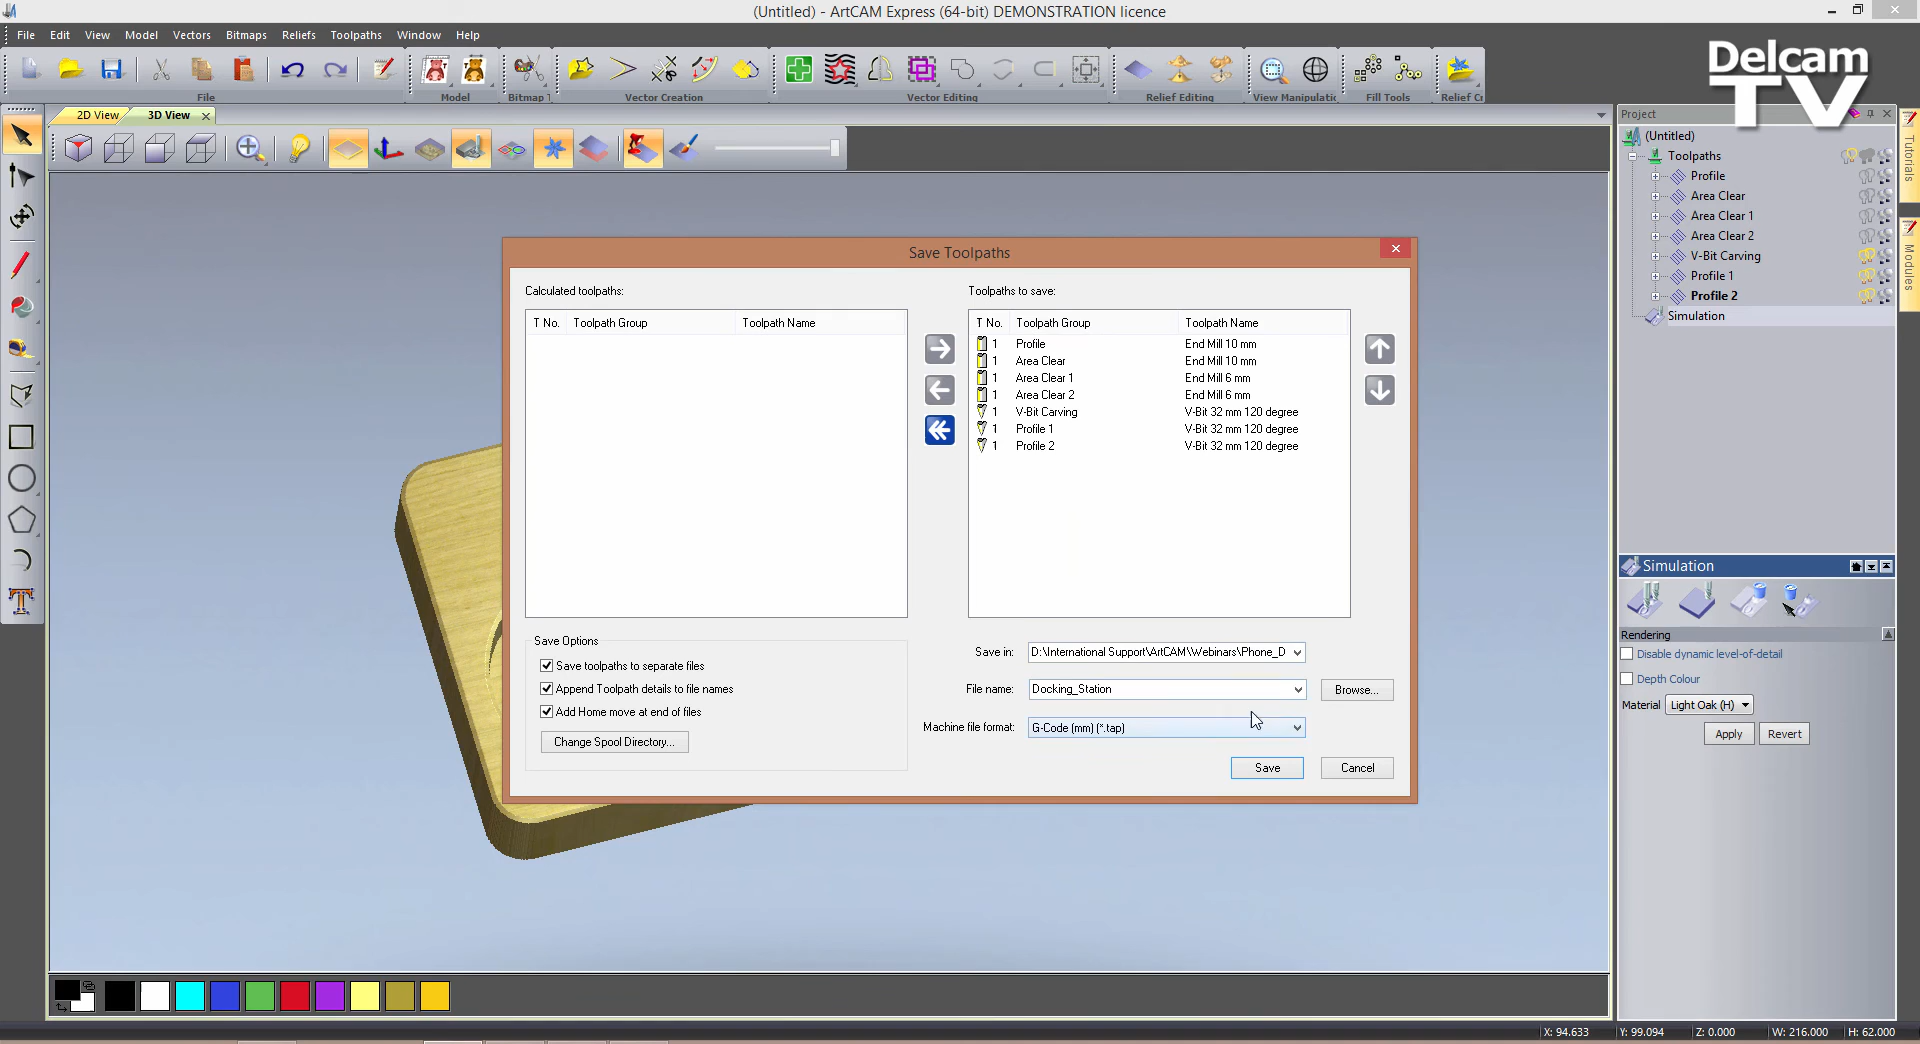 (Untitled) - ArtCAM Express (64-bit) DEMONSTRATION licence
File Edit View Model Vectors Bitmaps Reliefs Toolpaths Window Help
Delcam
TV
File Model Bitmap Vector Creation Vector Editing Relief Editing View Manipulatic Fill Tools Relief Cr
2D View 3D View
Project
(Untitled)
Toolpaths
Profile
Area Clear
Area Clear 1
Area Clear 2
V-Bit Carving
Profile 1
Profile 2
Simulation
Tutorials
Modules
Save Toolpaths
Calculated toolpaths:
T No. Toolpath Group Toolpath Name
Toolpaths to save:
T No. Toolpath Group Toolpath Name
1 Profile End Mill 10 mm
1 Area Clear End Mill 10 mm
1 Area Clear 1 End Mill 6 mm
1 Area Clear 2 End Mill 6 mm
1 V-Bit Carving V-Bit 32 mm 120 degree
1 Profile 1 V-Bit 32 mm 120 degree
1 Profile 2 V-Bit 32 mm 120 degree
Save Options
Save toolpaths to separate files
Append Toolpath details to file names
Add Home move at end of files
Change Spool Directory...
Save in: D:\International Support\ArtCAM\Webinars\Phone_D
File name: Docking_Station
Browse...
Machine file format: G-Code (mm) (*.tap)
Save Cancel
Simulation
Rendering
Disable dynamic level-of-detail
Depth Colour
Material Light Oak (H)
Apply Revert
X: 94.633 Y: 99.094 Z: 0.000 W: 216.000 H: 62.000